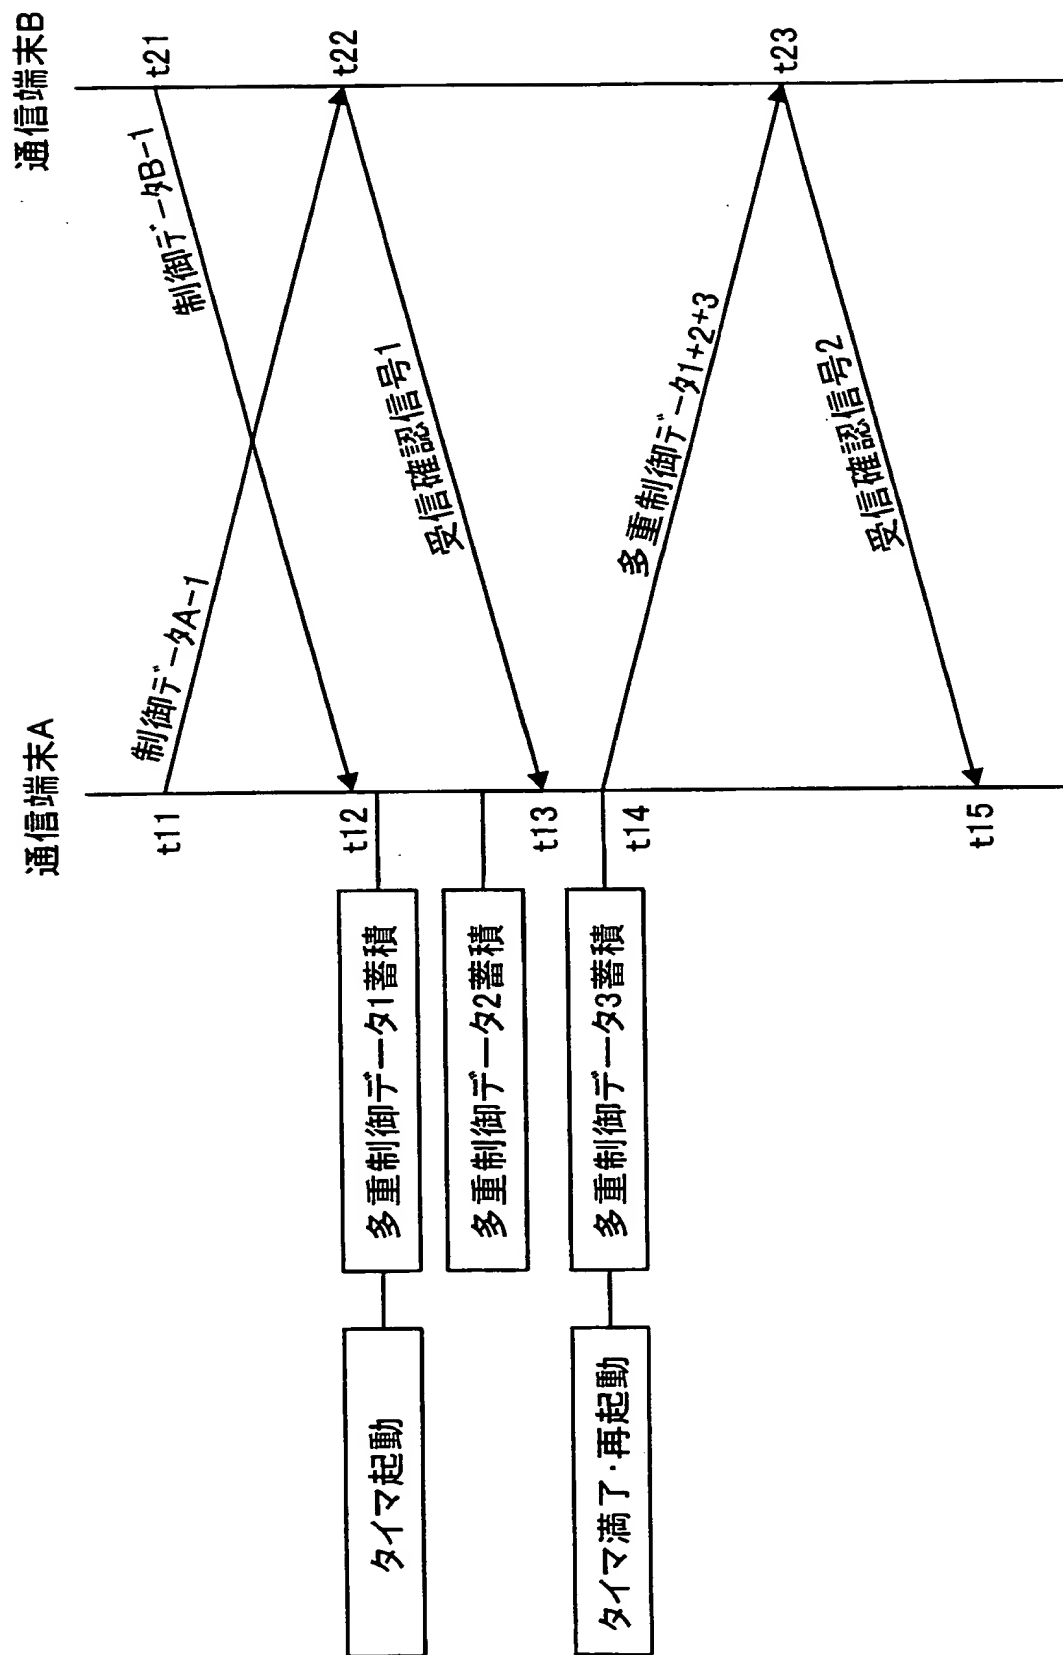 通信端末A
通信端末B
t11
t21
制御データA-1
制御データB-1
t12
t22
タイマ起動
多重制御データ1蓄積
多重制御データ2蓄積
受信確認信号1
t13
タイマ満了・再起動
多重制御データ3蓄積
t14
多重制御データ1+2+3
t23
受信確認信号2
t15